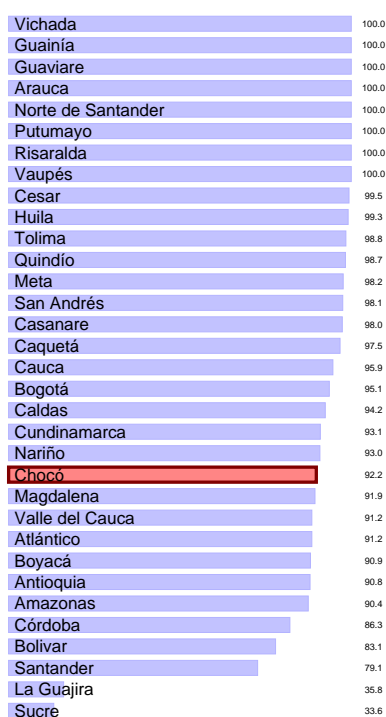 Vichada 100.0
Guainía 100.0
Guaviare 100.0
Arauca 100.0
Norte de Santander 100.0
Putumayo 100.0
Risaralda 100.0
Vaupés 100.0
Cesar 99.5
Huila 99.3
Tolima 98.8
Quindío 98.7
Meta 98.2
San Andrés 98.1
Casanare 98.0
Caquetá 97.5
Cauca 95.9
Bogotá 95.1
Caldas 94.2
Cundinamarca 93.1
Nariño 93.0
Chocó 92.2
Magdalena 91.9
Valle del Cauca 91.2
Atlántico 91.2
Boyacá 90.9
Antioquia 90.8
Amazonas 90.4
Córdoba 86.3
Bolivar 83.1
Santander 79.1
La Guajira 35.8
Sucre 33.6